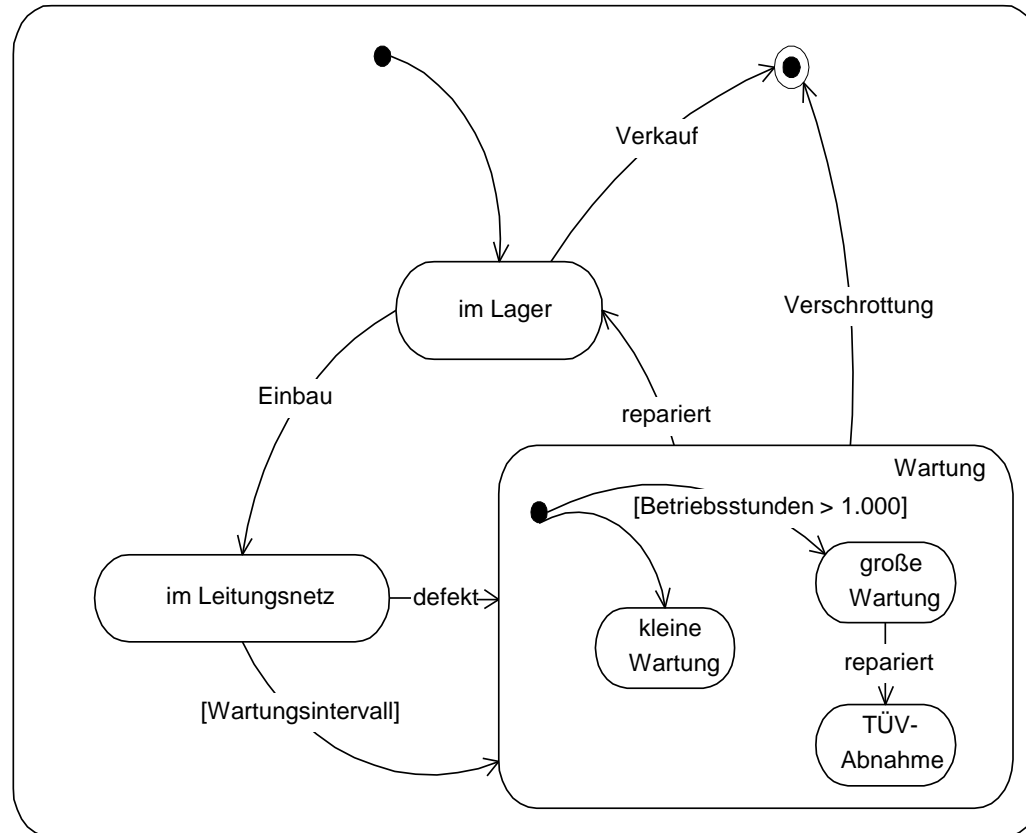 Verkauf
im Lager
Verschrottung
Einbau
repariert
Wartung
[Betriebsstunden > 1.000]
im Leitungsnetz
defekt
große
Wartung
kleine
Wartung
repariert
[Wartungsintervall]
TÜV-
Abnahme